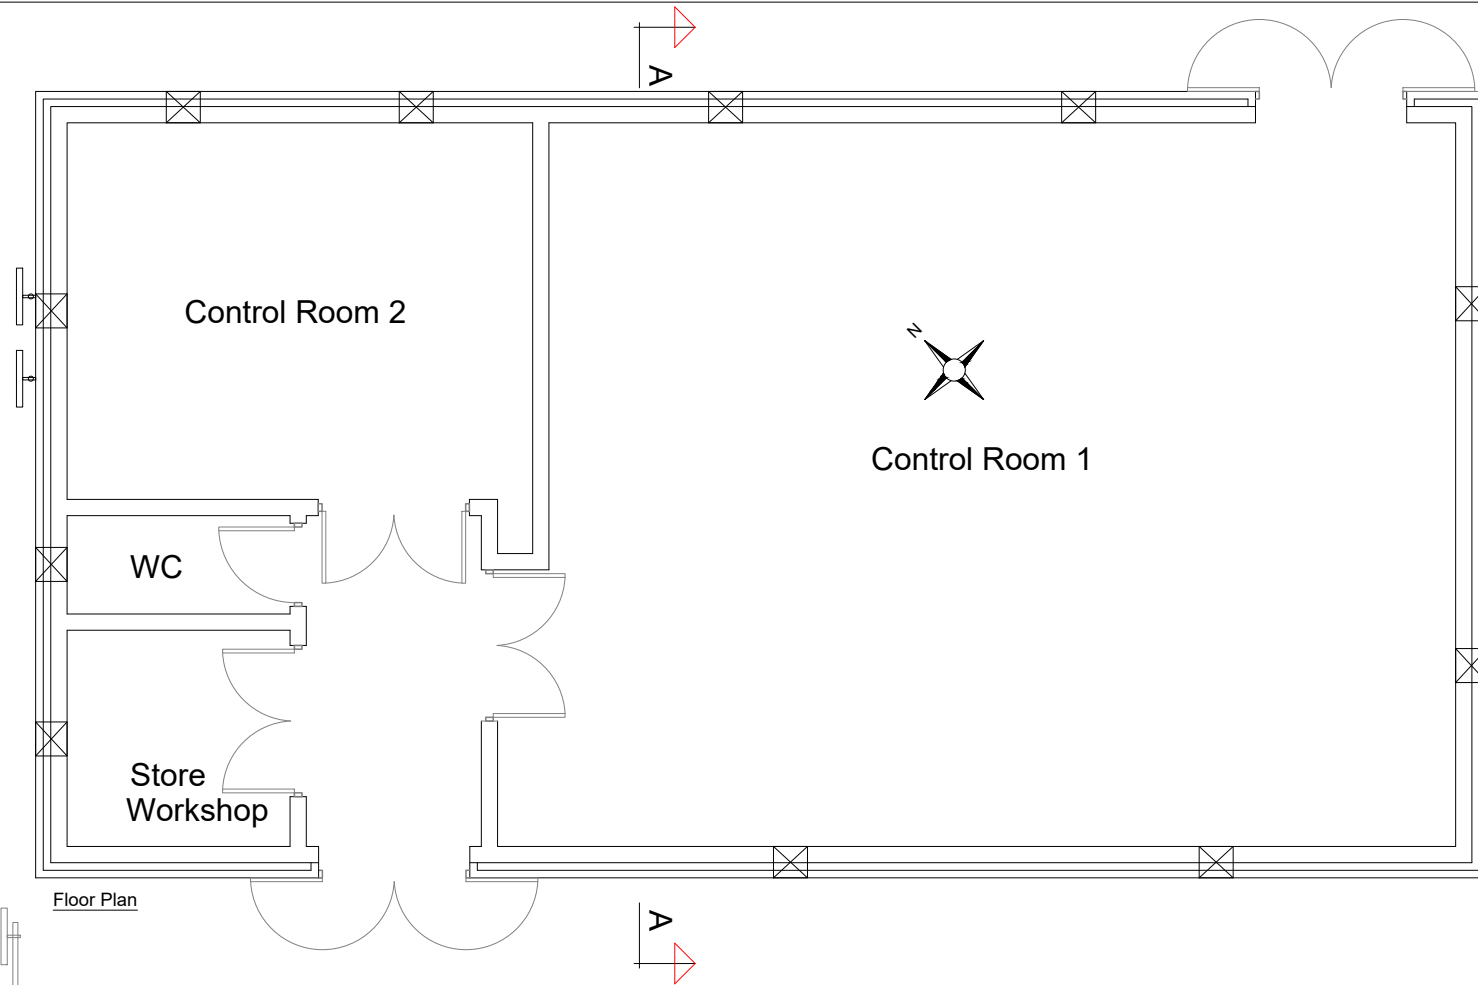 A
Control Room 2
N
Control Room 1
WC
Store
Workshop
Floor Plan
A